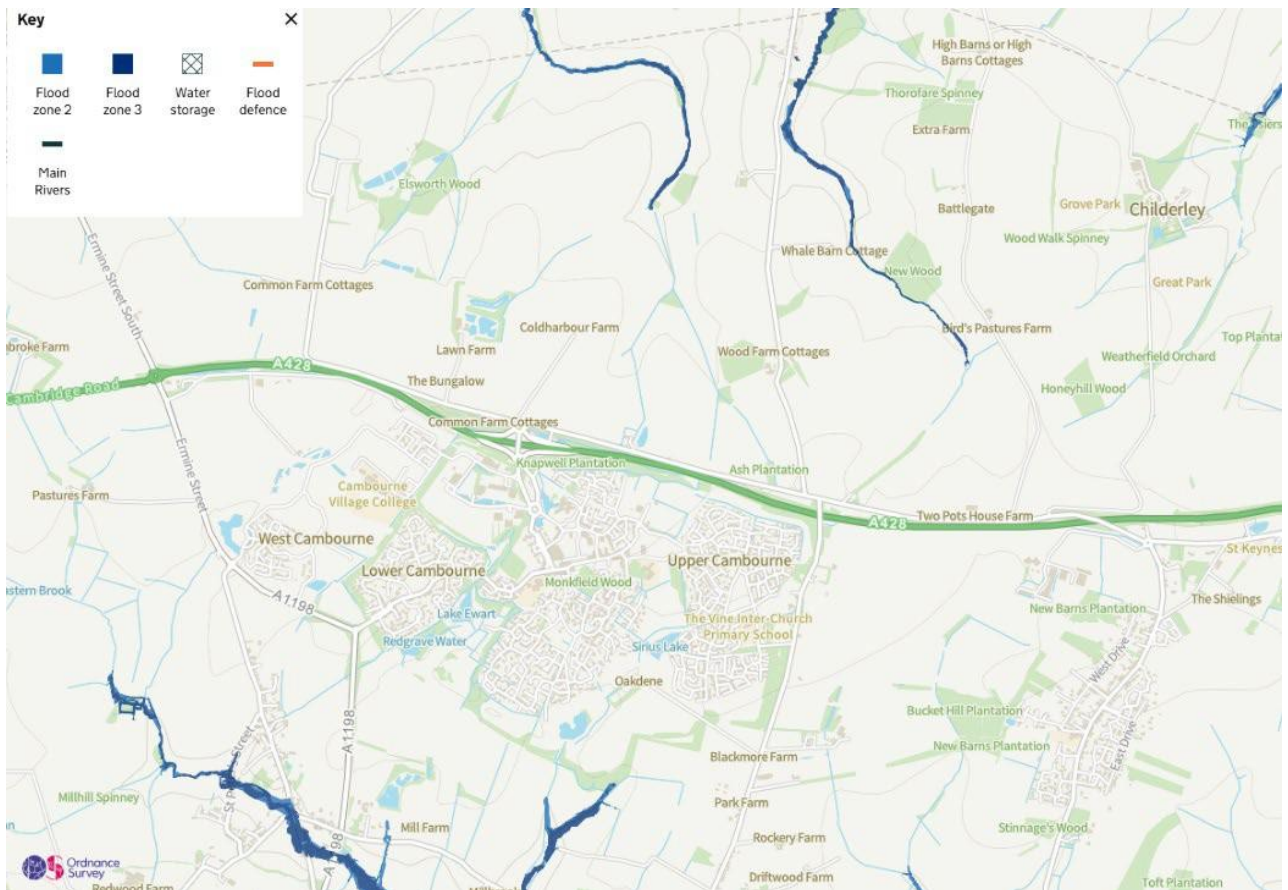 Key
Flood
zone 2
Flood
zone 3
Water
storage
Flood
defence
Main
Rivers
High Barns or High
Barns Cottages
Thorofare Spinney
Extra Farm
Elsworth Wood
Battlegate
Grove Park
Childerley
Wood Walk Spinney
Whale Barn Cottage
New Wood
Great Park
Ermine Street South
Common Farm Cottages
Coldharbour Farm
Bird's Pastures Farm
Lawn Farm
Wood Farm Cottages
Weatherfield Orchard
Top Planta
broke Farm
A428
The Bungalow
Honeyhill Wood
Cambridge Road
Common Farm Cottages
Knapwell Plantation
Ash Plantation
Ermine Street
Cambourne
Village College
Pastures Farm
Two Pots House Farm
A428
West Cambourne
Lower Cambourne
Upper Cambourne
St Keynes
Monkfield Wood
stern Brook
A1198
Lake Ewart
The Vine Inter-Church
Primary School
New Barns Plantation
The Shielings
Redgrave Water
Sirius Lake
West Drive
Oakdene
A1198
Bucket Hill Plantation
East Drive
New Barns Plantation
Blackmore Farm
Millhill Spinney
Park Farm
Mill Farm
Stinnage's Wood
Rockery Farm
Ordnance
Survey
Redwood Farm
Driftwood Farm
Toft Plantation